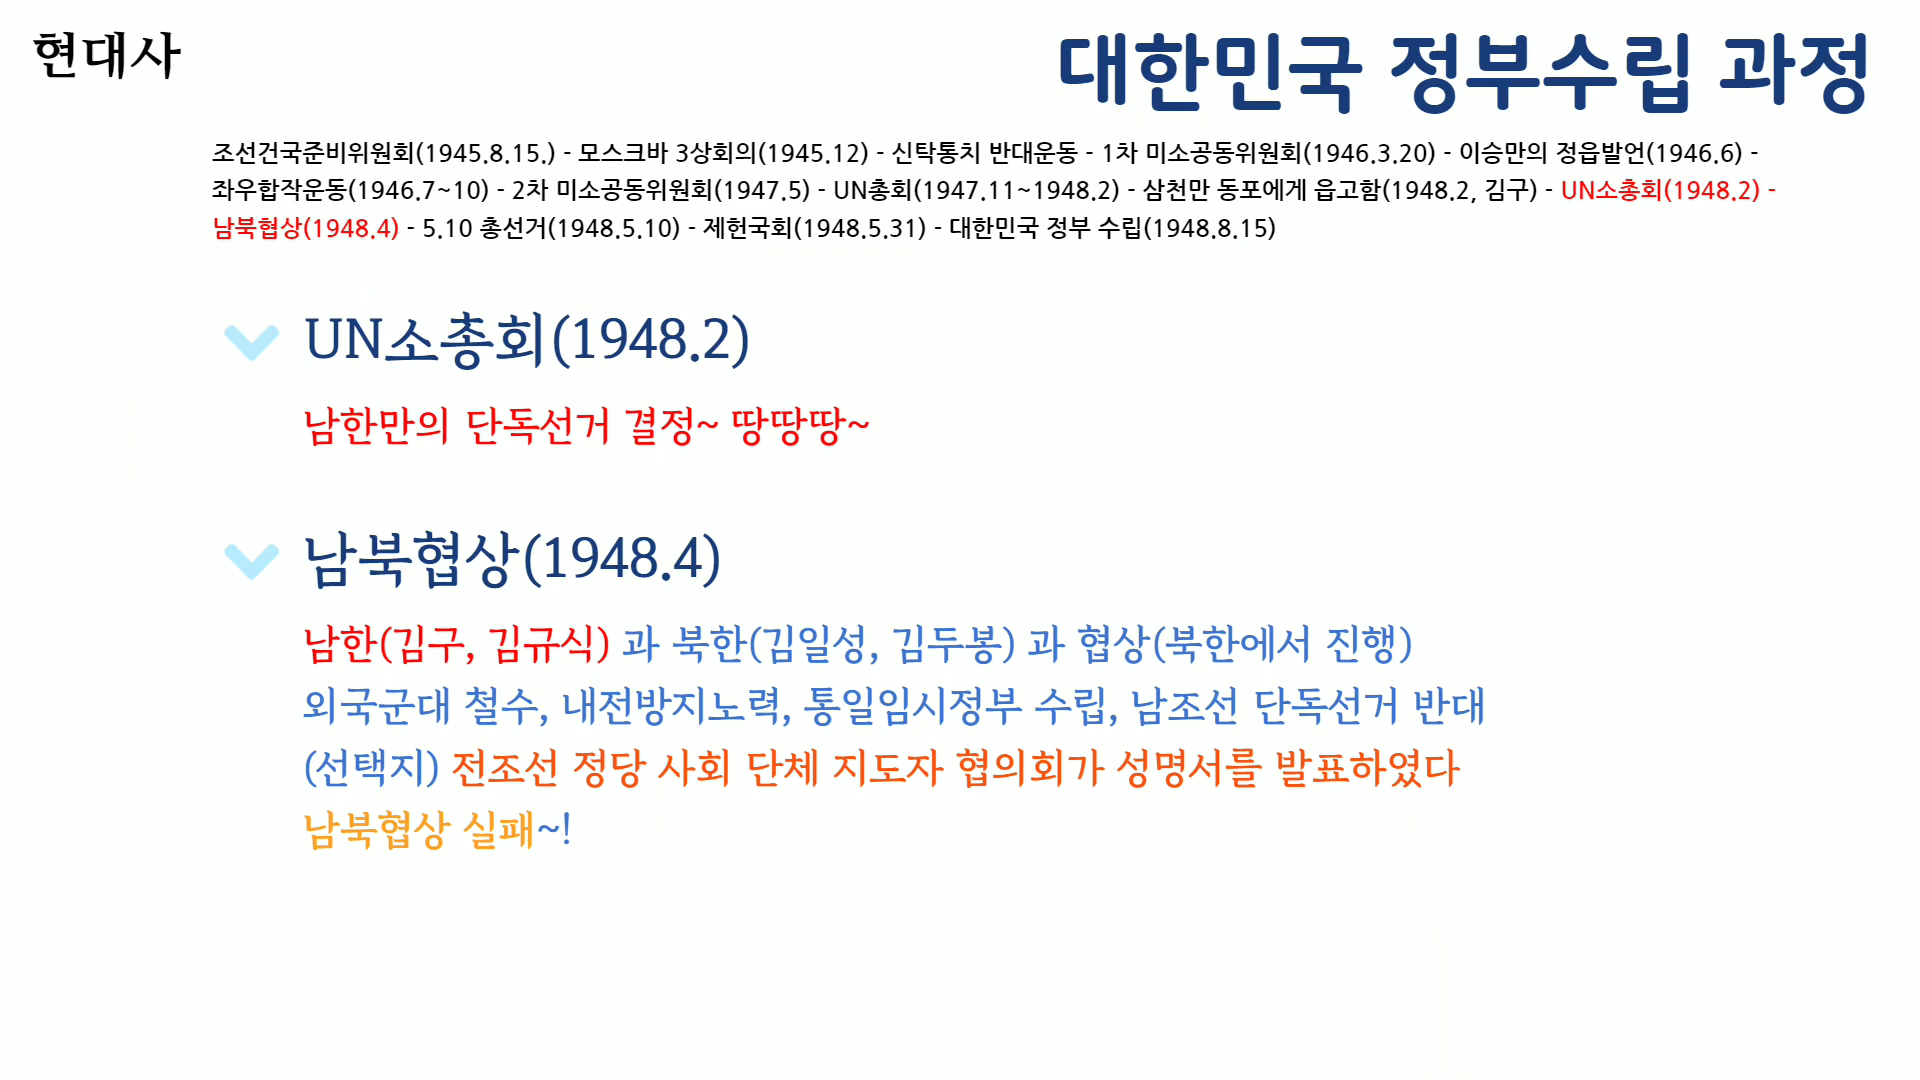 현대사
대한민국 정부수립 과정
조선건국준비위원회(1945.8.15.) - 모스크바 3상회의(1945.12) - 신탁통치 반대운동 - 1차 미소공동위원회(1946.3.20) - 이승만의 정읍발언(1946.6) -
좌우합작운동(1946.7~10) - 2차 미소공동위원회(1947.5) - UN총회(1947.11~1948.2) - 삼천만 동포에게 읍고함(1948.2, 김구) - UN소총회(1948.2) -
남북협상(1948.4) - 5.10 총선거(1948.5.10) - 제헌국회(1948.5.31) - 대한민국 정부 수립(1948.8.15)
UN소총회(1948.2)
남한만의 단독선거 결정~ 땅땅땅~
남북협상(1948.4)
남한(김구, 김규식) 과 북한(김일성, 김두봉) 과 협상(북한에서 진행)
외국군대 철수, 내전방지노력, 통일임시정부 수립, 남조선 단독선거 반대
(선택지) 전조선 정당 사회 단체 지도자 협의회가 성명서를 발표하였다
남북협상 실패~!